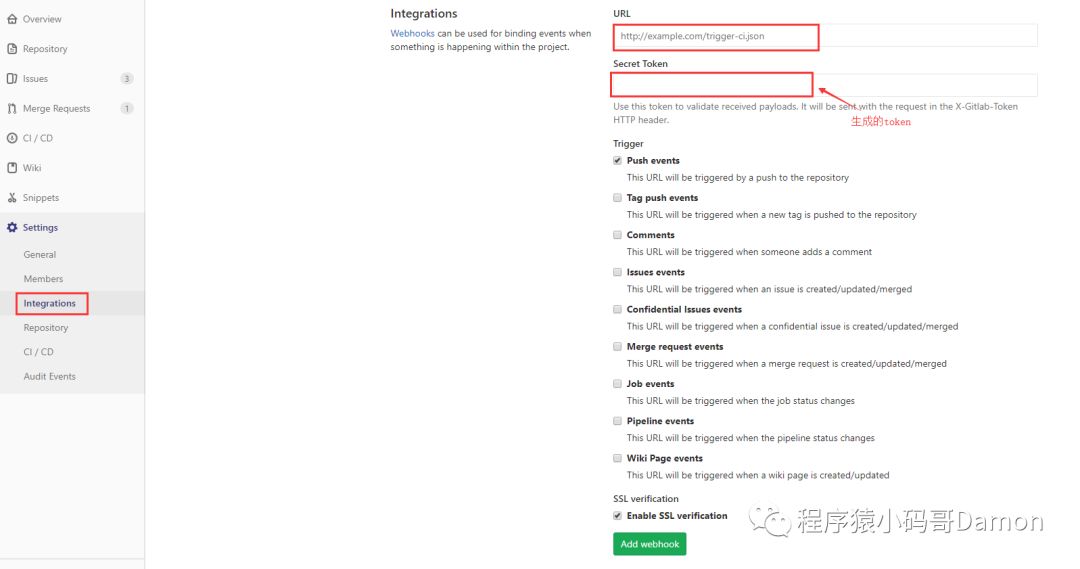 Overview
Repository
Issues 3
Merge Requests 1
CI / CD
Wiki
Snippets
Settings
General
Members
Integrations
Repository
CI / CD
Audit Events
Integrations
Webhooks can be used for binding events when
something is happening within the project.
URL
http://example.com/trigger-ci.json
Secret Token
Use this token to validate received payloads. It will be sent with the request in the X-Gitlab-Token
HTTP header.
生成的token
Trigger
Push events
This URL will be triggered by a push to the repository
Tag push events
This URL will be triggered when a new tag is pushed to the repository
Comments
This URL will be triggered when someone adds a comment
Issues events
This URL will be triggered when an issue is created/updated/merged
Confidential Issues events
This URL will be triggered when a confidential issue is created/updated/merged
Merge request events
This URL will be triggered when a merge request is created/updated/merged
Job events
This URL will be triggered when the job status changes
Pipeline events
This URL will be triggered when the pipeline status changes
Wiki Page events
This URL will be triggered when a wiki page is created/updated
SSL verification
Enable SSL verification
Add webhook
程序猿小码哥Damon